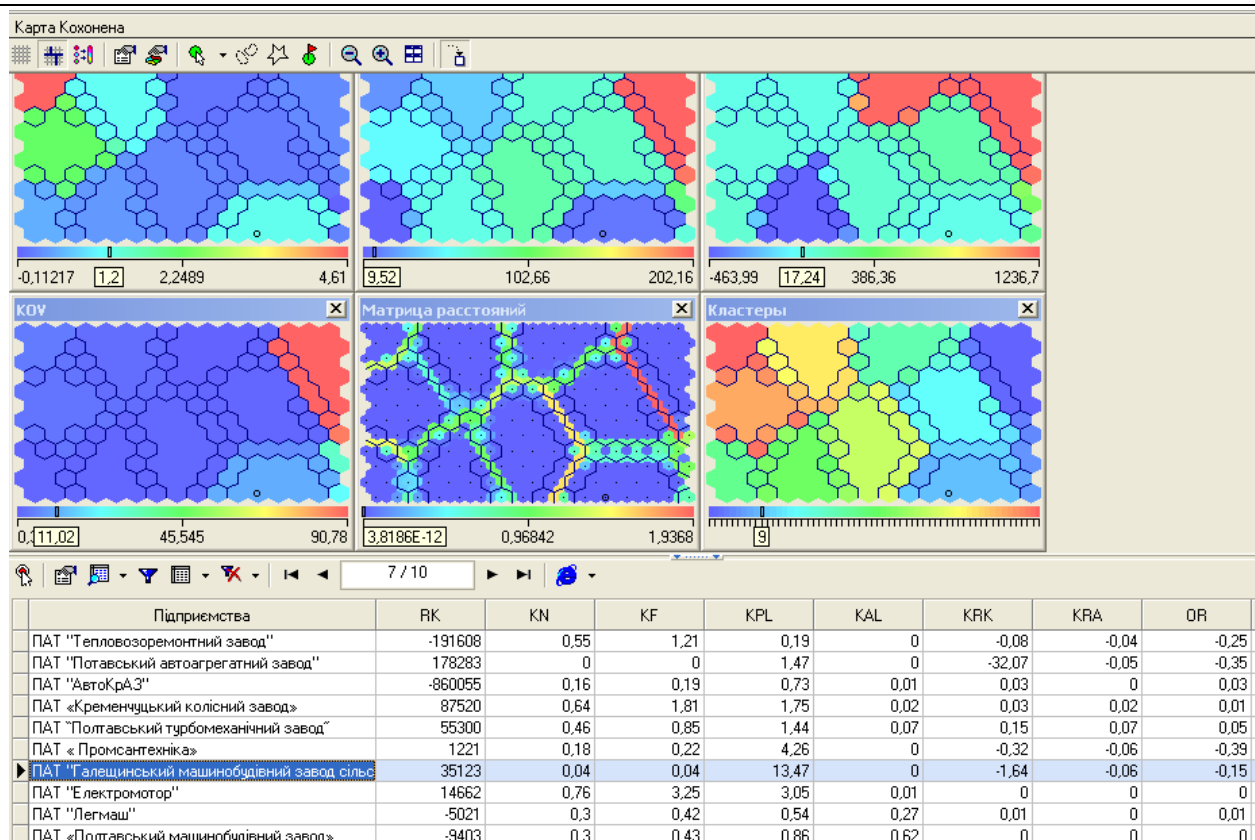 Карта Кохонена
-0,11217 1,2 2,2489 4,61 9,52 102,66 202,16 -463,99 17,24 386,36 1236,7
KOV Матрица расстояний Кластеры
11,02 45,545 90,78 3,8186E-12 0,96842 1,9368 9
7 / 10
Підприємства RK KN KF KPL KAL KRK KRA OR
ПАТ "Тепловозоремонтний завод" -191608 0,55 1,21 0,19 0 -0,08 -0,04 -0,25
ПАТ "Потавський автоагрегатний завод" 178283 0 0 1,47 0 -32,07 -0,05 -0,35
ПАТ "АвтоКрАЗ" -860055 0,16 0,19 0,73 0,01 0,03 0 0,03
ПАТ «Кременчуцький колісний завод» 87520 0,64 1,81 1,75 0,02 0,03 0,02 0,01
ПАТ "Полтавський турбомеханічний завод" 55300 0,46 0,85 1,44 0,07 0,15 0,07 0,05
ПАТ « Промсантехніка» 1221 0,18 0,22 4,26 0 -0,32 -0,06 -0,39
ПАТ "Галещинський машинобудівний завод сільс 35123 0,04 0,04 13,47 0 -1,64 -0,06 -0,15
ПАТ "Електромотор" 14662 0,76 3,25 3,05 0,01 0 0 0
ПАТ "Легмаш" -5021 0,3 0,42 0,54 0,27 0,01 0 0,01
ПАТ «Полтавський машинобудівний завод» -9403 0,3 0,43 0,86 0,62 0 0 0